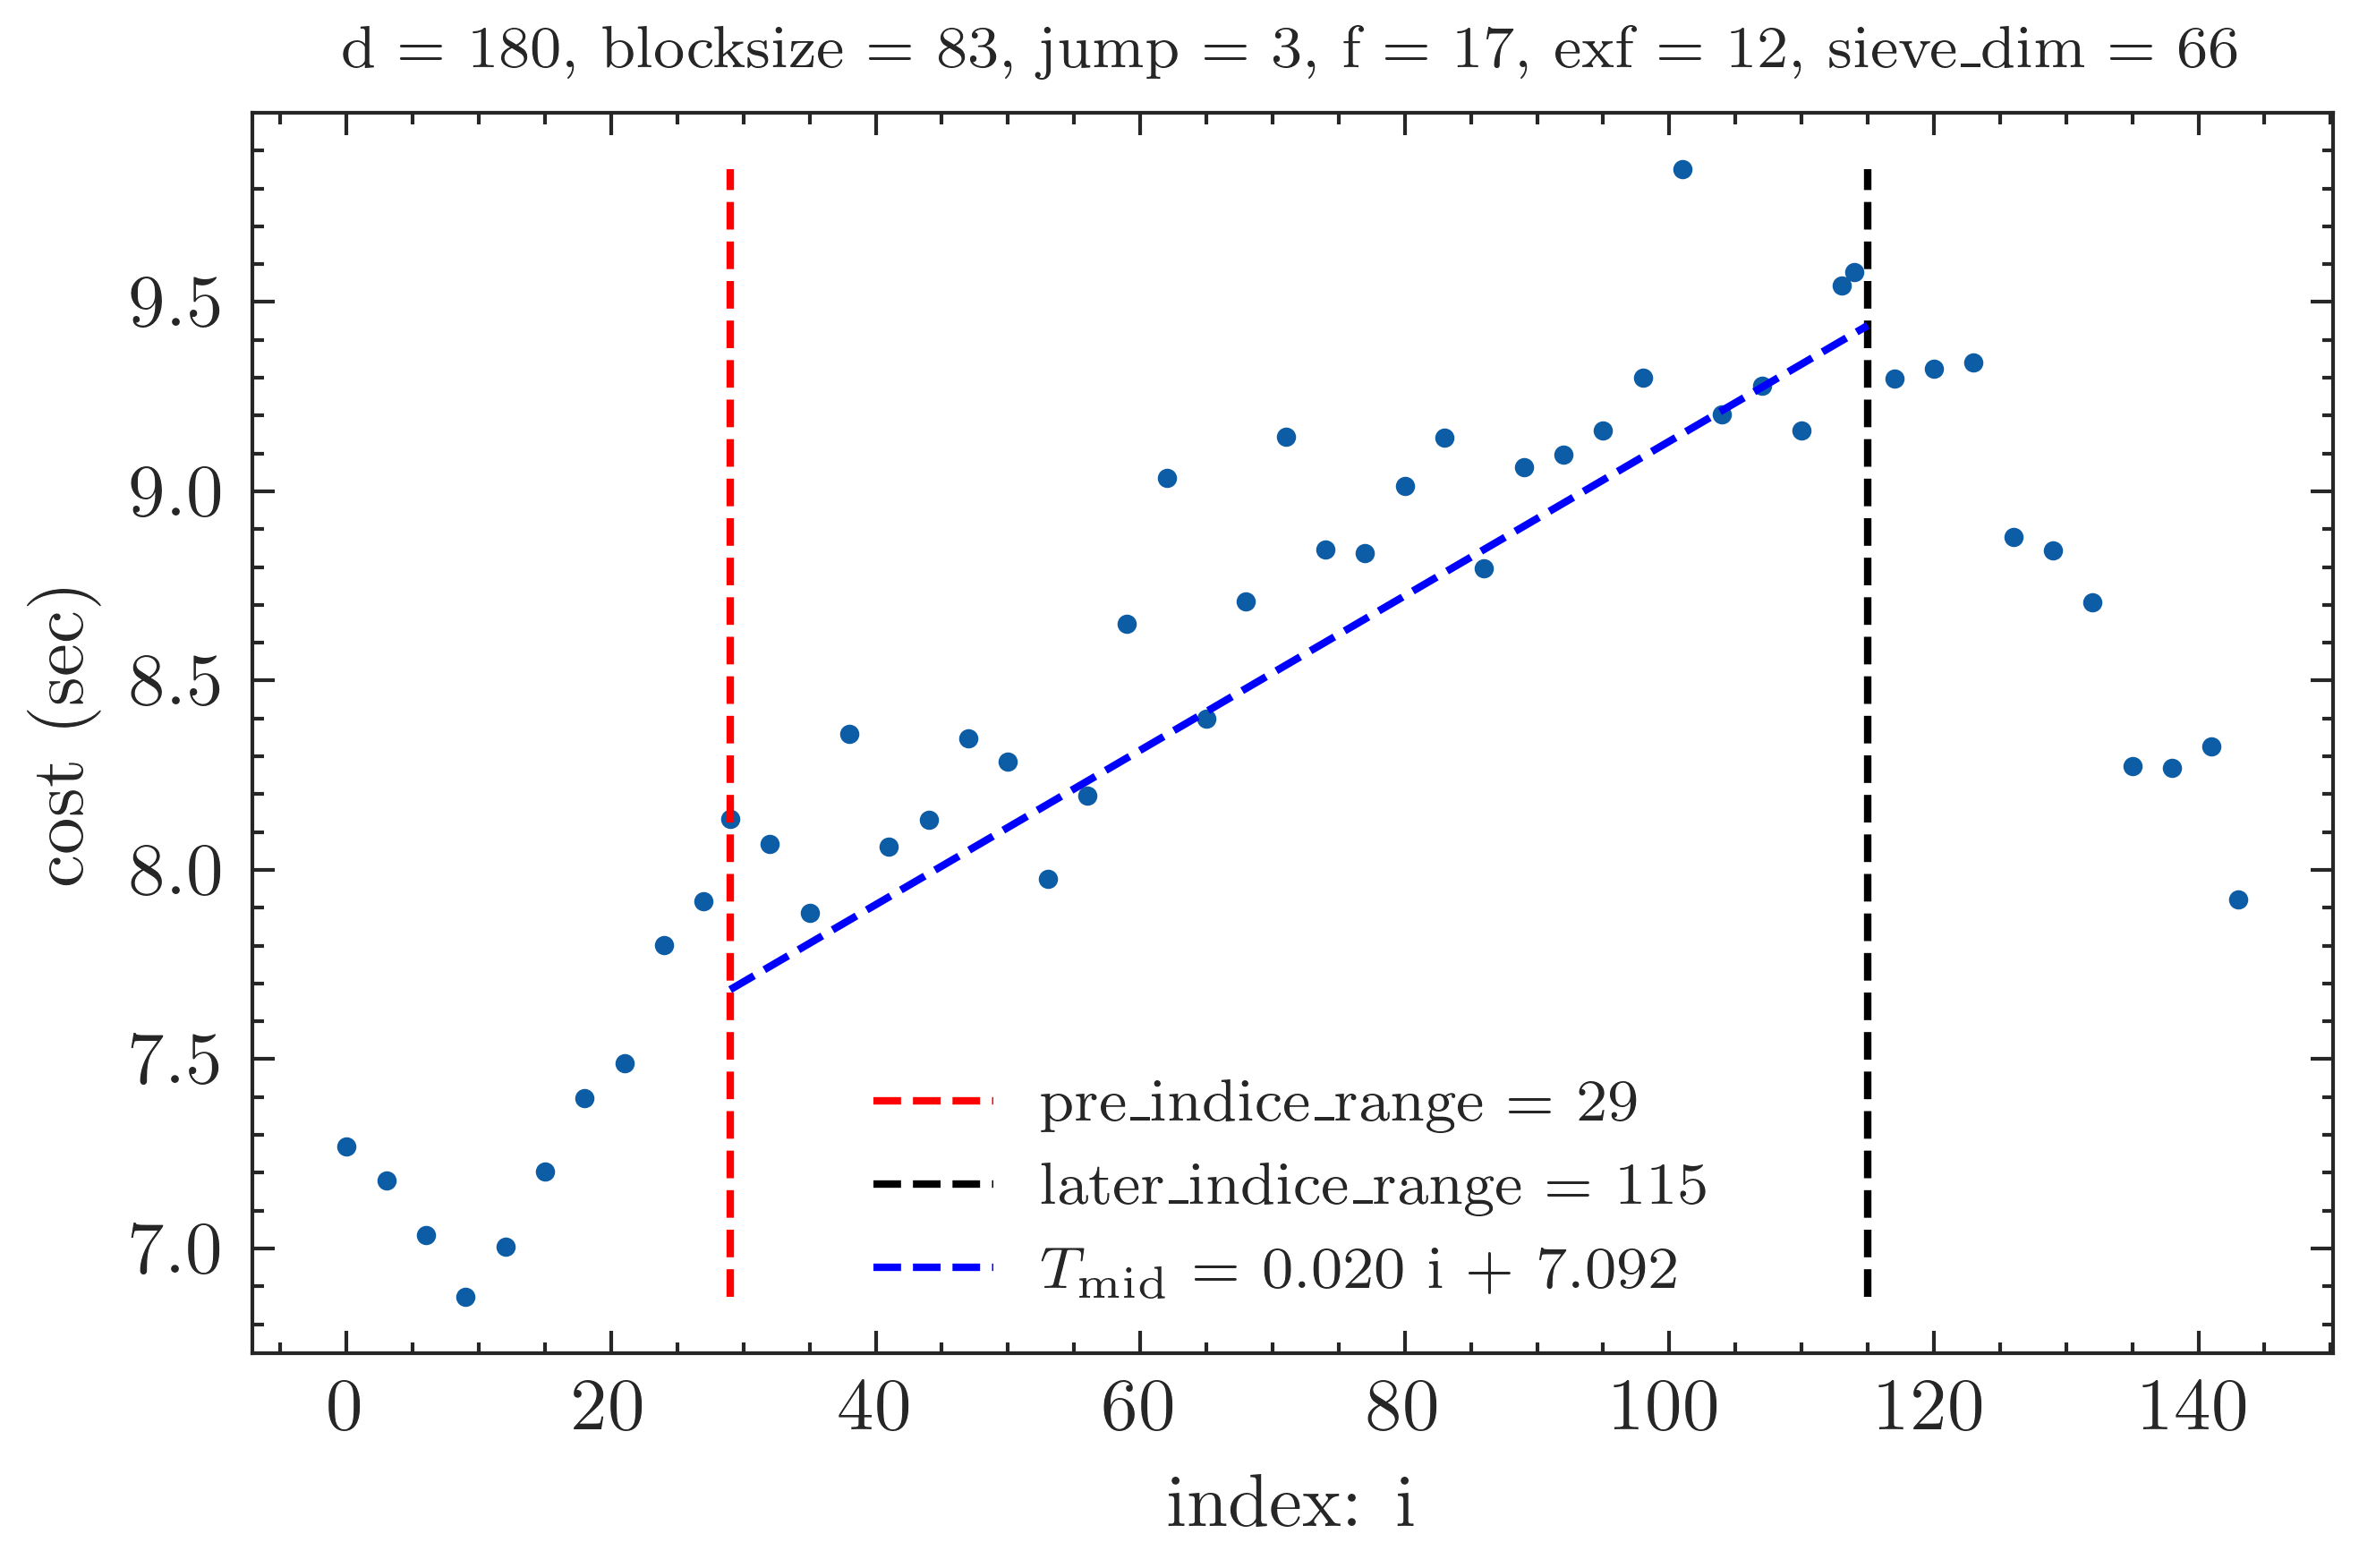 d = 180, blocksize = 83, jump = 3, f = 17, exf = 12, sieve_dim = 66
9.5
9.0
8.5
8.0
7.5
7.0
cost (sec)
pre_indice_range = 29
later_indice_range = 115
T_mid = 0.020 i + 7.092
0 20 40 60 80 100 120 140
index: i